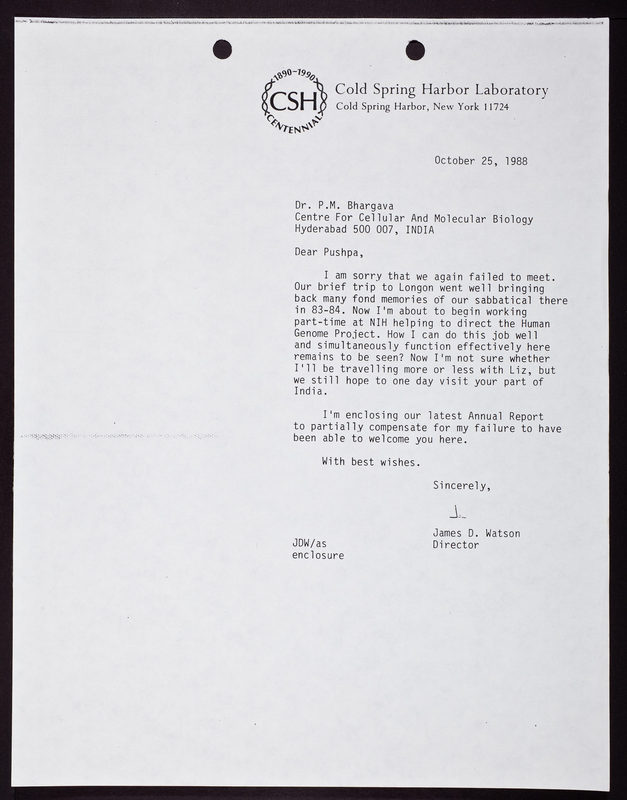 1890-1990
CSH
CENTENNIAL
Cold Spring Harbor Laboratory
Cold Spring Harbor, New York 11724
October 25, 1988
Dr. P.M. Bhargava
Centre For Cellular And Molecular Biology
Hyderabad 500 007, INDIA
Dear Pushpa,
I am sorry that we again failed to meet.
Our brief trip to Longon went well bringing
back many fond memories of our sabbatical there
in 83-84. Now I'm about to begin working
part-time at NIH helping to direct the Human
Genome Project. How I can do this job well
and simultaneously function effectively here
remains to be seen? Now I'm not sure whether
I'll be travelling more or less with Liz, but
we still hope to one day visit your part of
India.
I'm enclosing our latest Annual Report
to partially compensate for my failure to have
been able to welcome you here.
With best wishes.
Sincerely,
James D. Watson
Director
JDW/as
enclosure